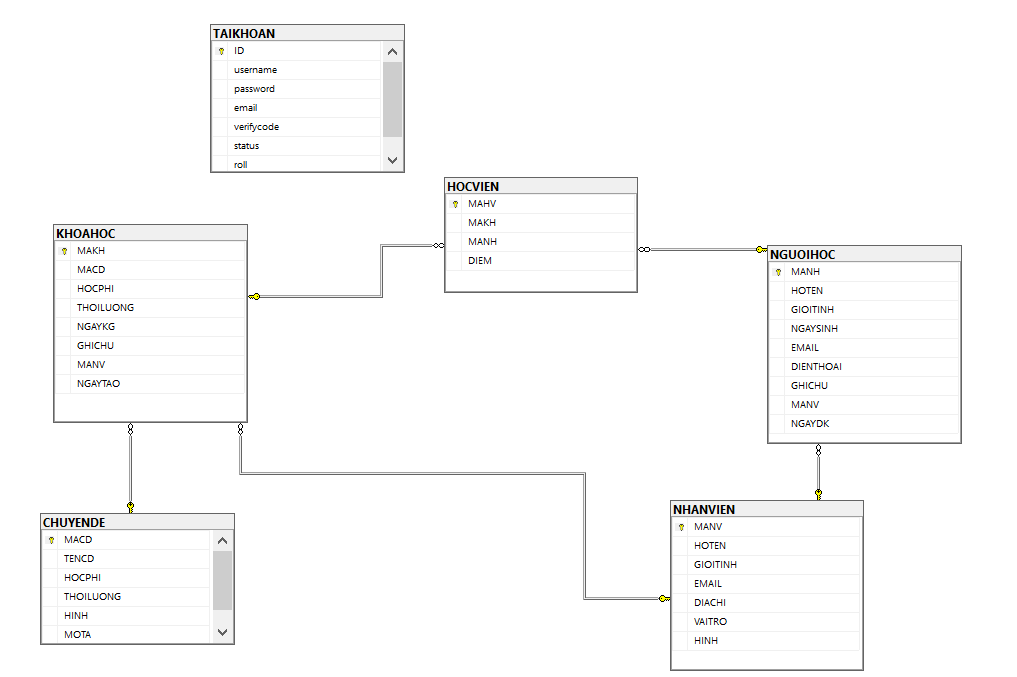 TAIKHOAN
ID
username
password
email
verifycode
status
roll
HOCVIEN
MAHV
MAKH
MANH
DIEM
KHOAHOC
MAKH
MACD
HOCPHI
THOILUONG
NGAYKG
GHICHU
MANV
NGAYTAO
NGUOIHOC
MANH
HOTEN
GIOITINH
NGAYSINH
EMAIL
DIENTHOAI
GHICHU
MANV
NGAYDK
CHUYENDE
MACD
TENCD
HOCPHI
THOILUONG
HINH
MOTA
NHANVIEN
MANV
HOTEN
GIOITINH
EMAIL
DIACHI
VAITRO
HINH